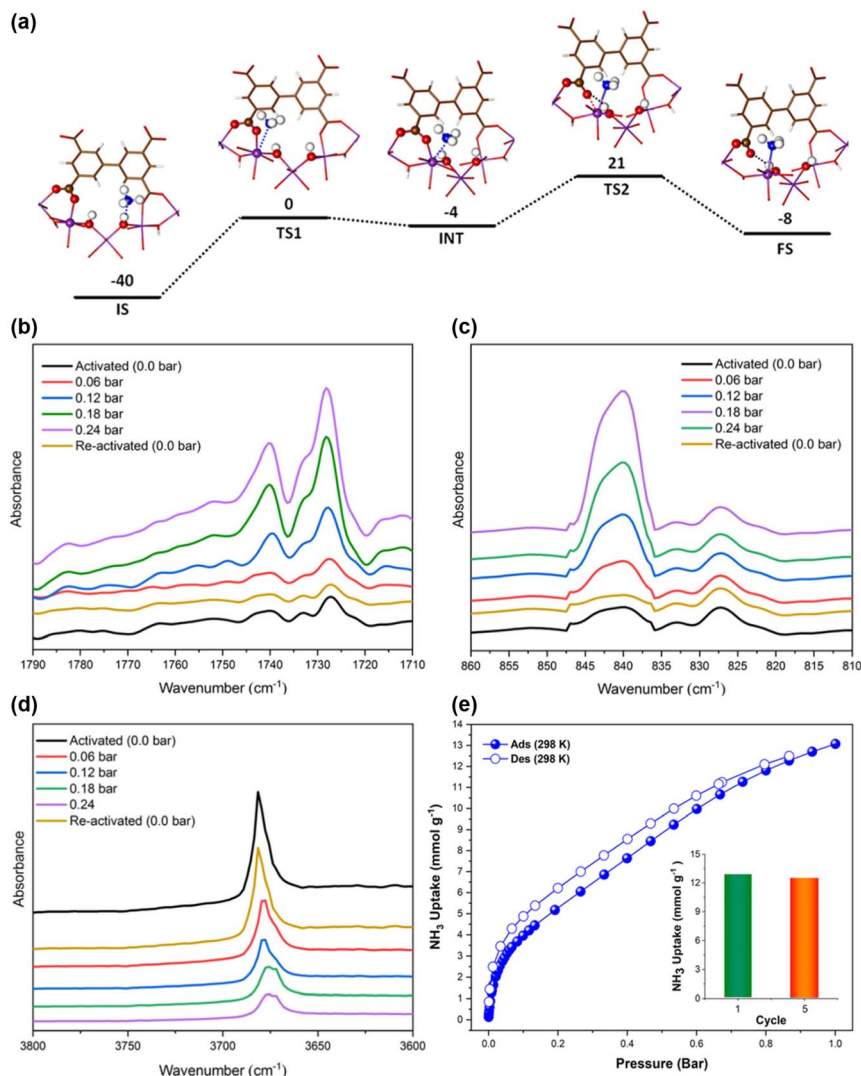 (a)
0
TS1
-4
INT
21
TS2
-8
FS
-40
IS
(b)
Activated (0.0 bar)
0.06 bar
0.12 bar
0.18 bar
0.24 bar
Re-activated (0.0 bar)
Absorbance
1790 1780 1770 1760 1750 1740 1730 1720 1710
Wavenumber (cm⁻¹)
(c)
Activated (0.0 bar)
0.06 bar
0.12 bar
0.18 bar
0.24 bar
Re-activated (0.0 bar)
Absorbance
860 855 850 845 840 835 830 825 820 815 810
Wavenumber (cm⁻¹)
(d)
Activated (0.0 bar)
0.06 bar
0.12 bar
0.18 bar
0.24
Re-activated (0.0 bar)
Absorbance
3800 3750 3700 3650 3600
Wavenumber (cm⁻¹)
(e)
Ads (298 K)
Des (298 K)
NH₃ Uptake (mmol g⁻¹)
14
13
12
11
10
9
8
7
6
5
4
3
2
1
0
0.0 0.2 0.4 0.6 0.8 1.0
Pressure (Bar)
NH₃ Uptake (mmol g⁻¹)
15
12
9
6
3
0
1 5
Cycle